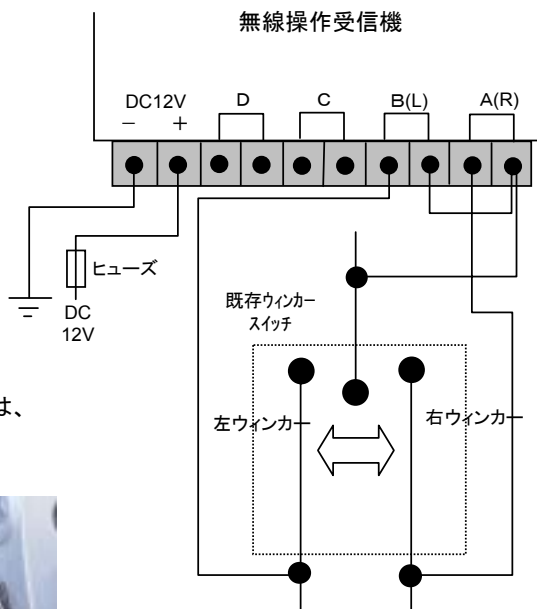 無線操作受信機
DC12V D C B(L) A(R)
− +
ヒューズ
DC
12V
既存ウィンカー
スイッチ
は、
左ウィンカー
右ウィンカー